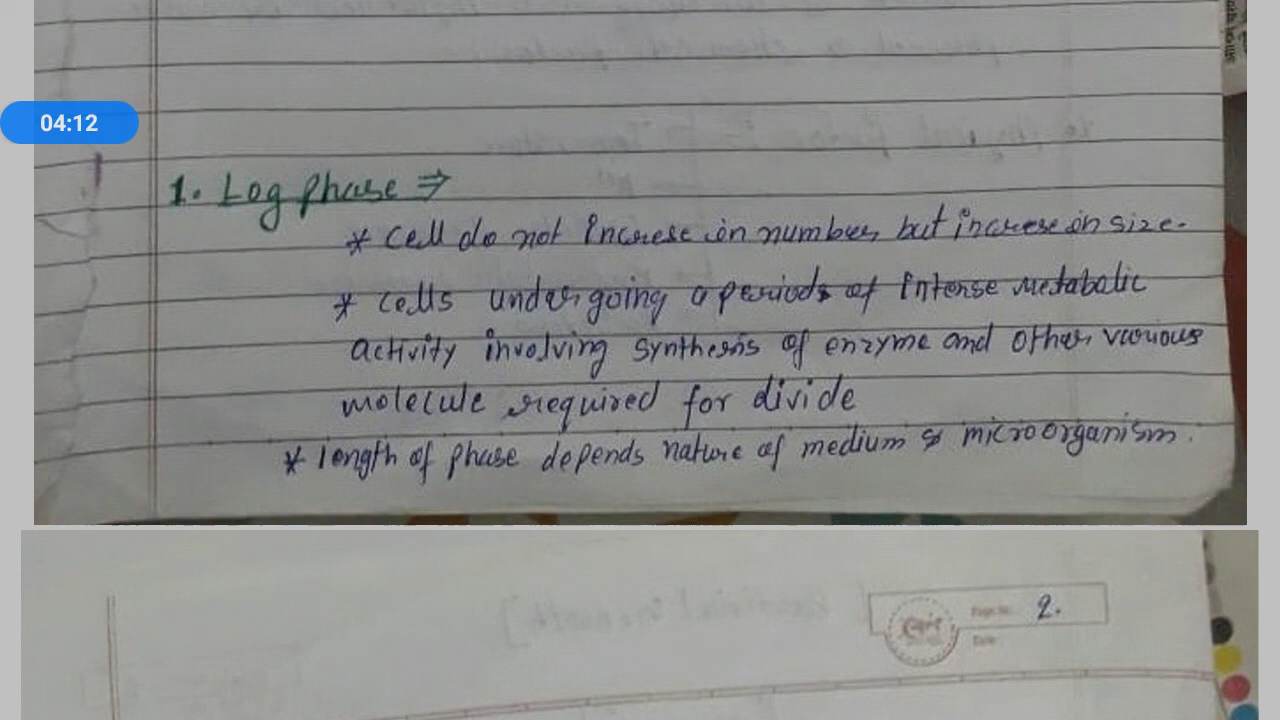 04:12
1. Log phase ⇒
* cell do not increse in number, but increse in size.
* cells undergoing a periods of intense metabalic
activity involving synthesis of enzyme and other various
molecule required for divide
* length of phase depends nature of medium & microorganism.
Page No. 2.
Date